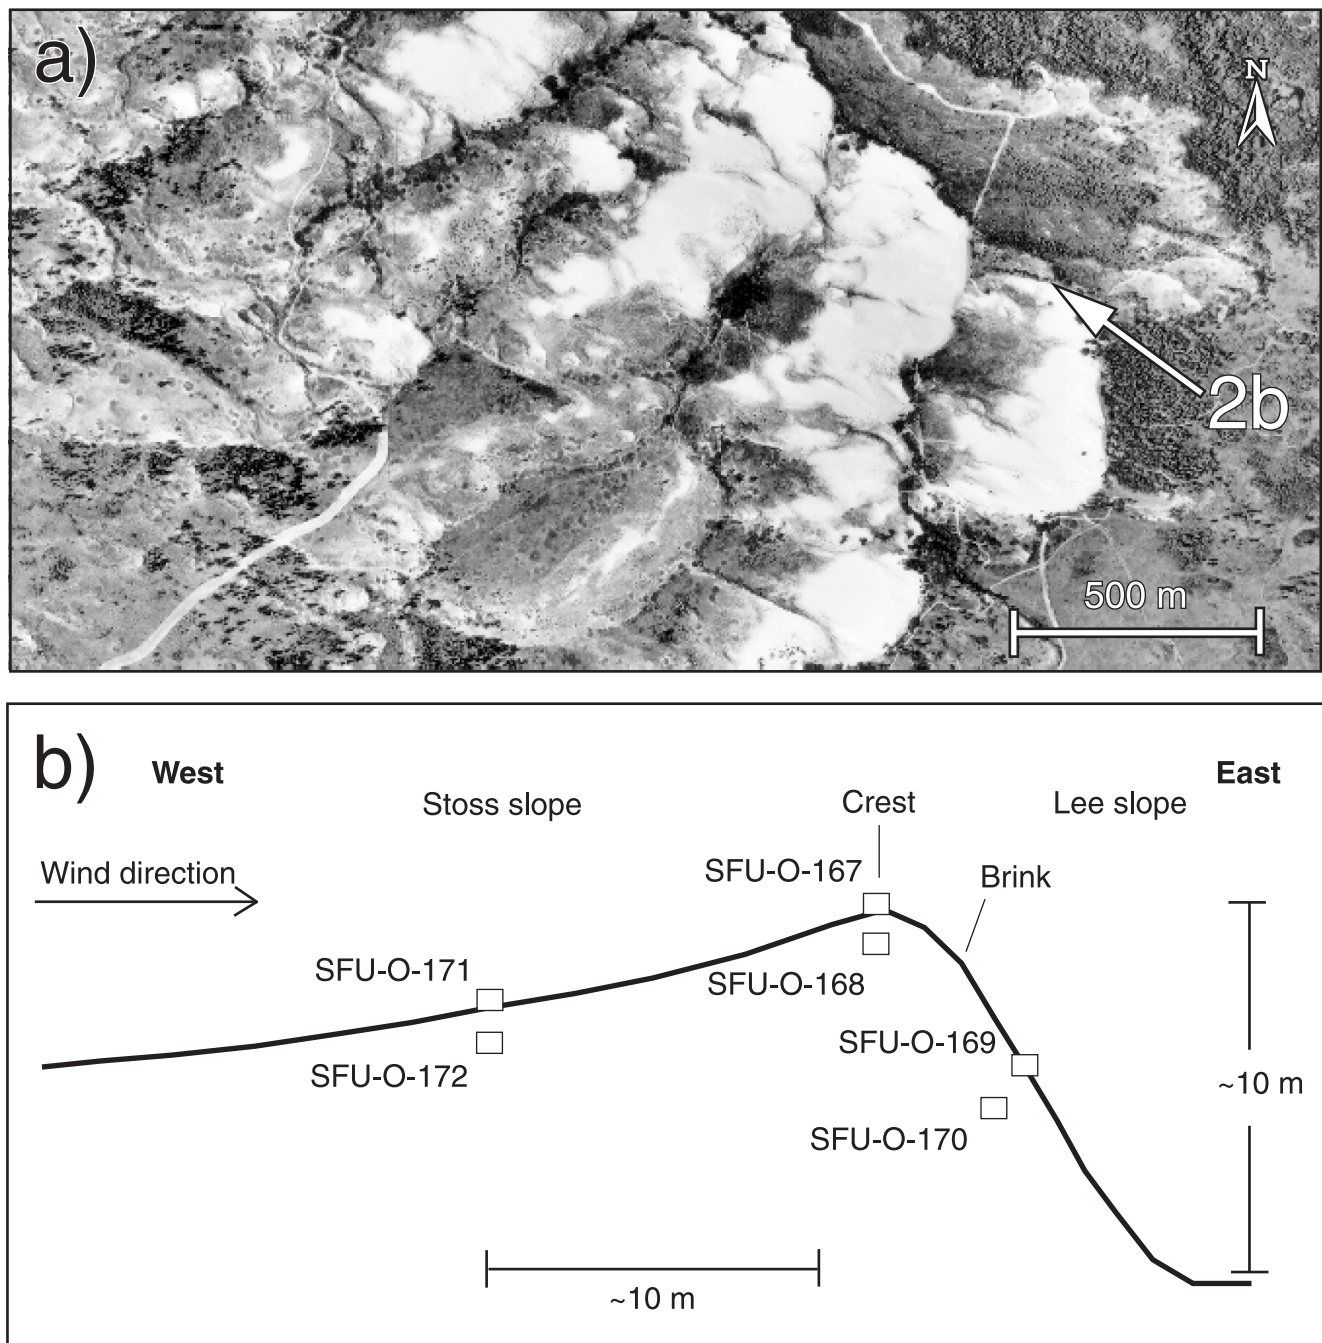 a)
N
2b
500 m
b)
West
East
Stoss slope
Crest
Lee slope
Wind direction
SFU-O-167
Brink
SFU-O-171
SFU-O-168
SFU-O-169
SFU-O-172
~10 m
SFU-O-170
~10 m